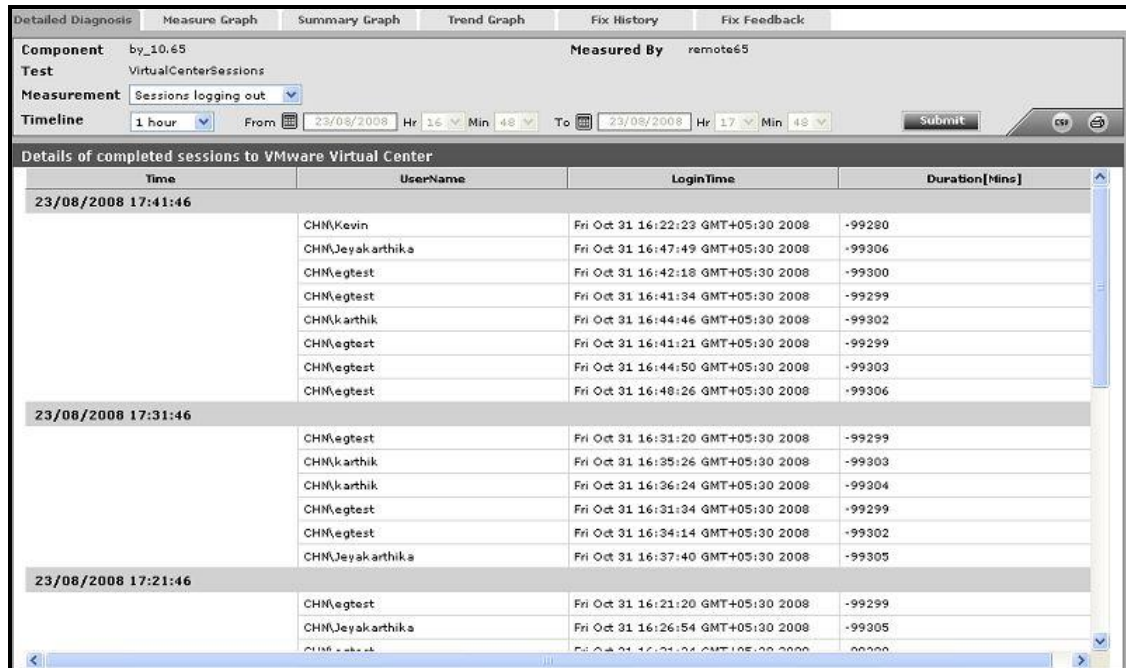 Detailed Diagnosis Measure Graph Summary Graph Trend Graph Fix History Fix Feedback
Component by_10.65 Measured By remote65
Test VirtualCenterSessions
Measurement Sessions logging out
Timeline 1 hour From 23/08/2008 Hr 16 Min 48 To 23/08/2008 Hr 17 Min 48 Submit CSV
Details of completed sessions to VMware Virtual Center
Time UserName LoginTime Duration[Mins]
23/08/2008 17:41:46
CHN\Kevin Fri Oct 31 16:22:23 GMT+05:30 2008 -99280
CHN\Jeyakarthika Fri Oct 31 16:47:49 GMT+05:30 2008 -99306
CHN\egtest Fri Oct 31 16:42:18 GMT+05:30 2008 -99300
CHN\egtest Fri Oct 31 16:41:34 GMT+05:30 2008 -99299
CHN\karthik Fri Oct 31 16:44:46 GMT+05:30 2008 -99302
CHN\egtest Fri Oct 31 16:41:21 GMT+05:30 2008 -99299
CHN\egtest Fri Oct 31 16:44:50 GMT+05:30 2008 -99303
CHN\egtest Fri Oct 31 16:48:26 GMT+05:30 2008 -99306
23/08/2008 17:31:46
CHN\egtest Fri Oct 31 16:31:20 GMT+05:30 2008 -99299
CHN\karthik Fri Oct 31 16:35:26 GMT+05:30 2008 -99303
CHN\karthik Fri Oct 31 16:36:24 GMT+05:30 2008 -99304
CHN\egtest Fri Oct 31 16:31:34 GMT+05:30 2008 -99299
CHN\egtest Fri Oct 31 16:34:14 GMT+05:30 2008 -99302
CHN\Jeyakarthika Fri Oct 31 16:37:40 GMT+05:30 2008 -99305
23/08/2008 17:21:46
CHN\egtest Fri Oct 31 16:21:20 GMT+05:30 2008 -99299
CHN\Jeyakarthika Fri Oct 31 16:26:54 GMT+05:30 2008 -99305